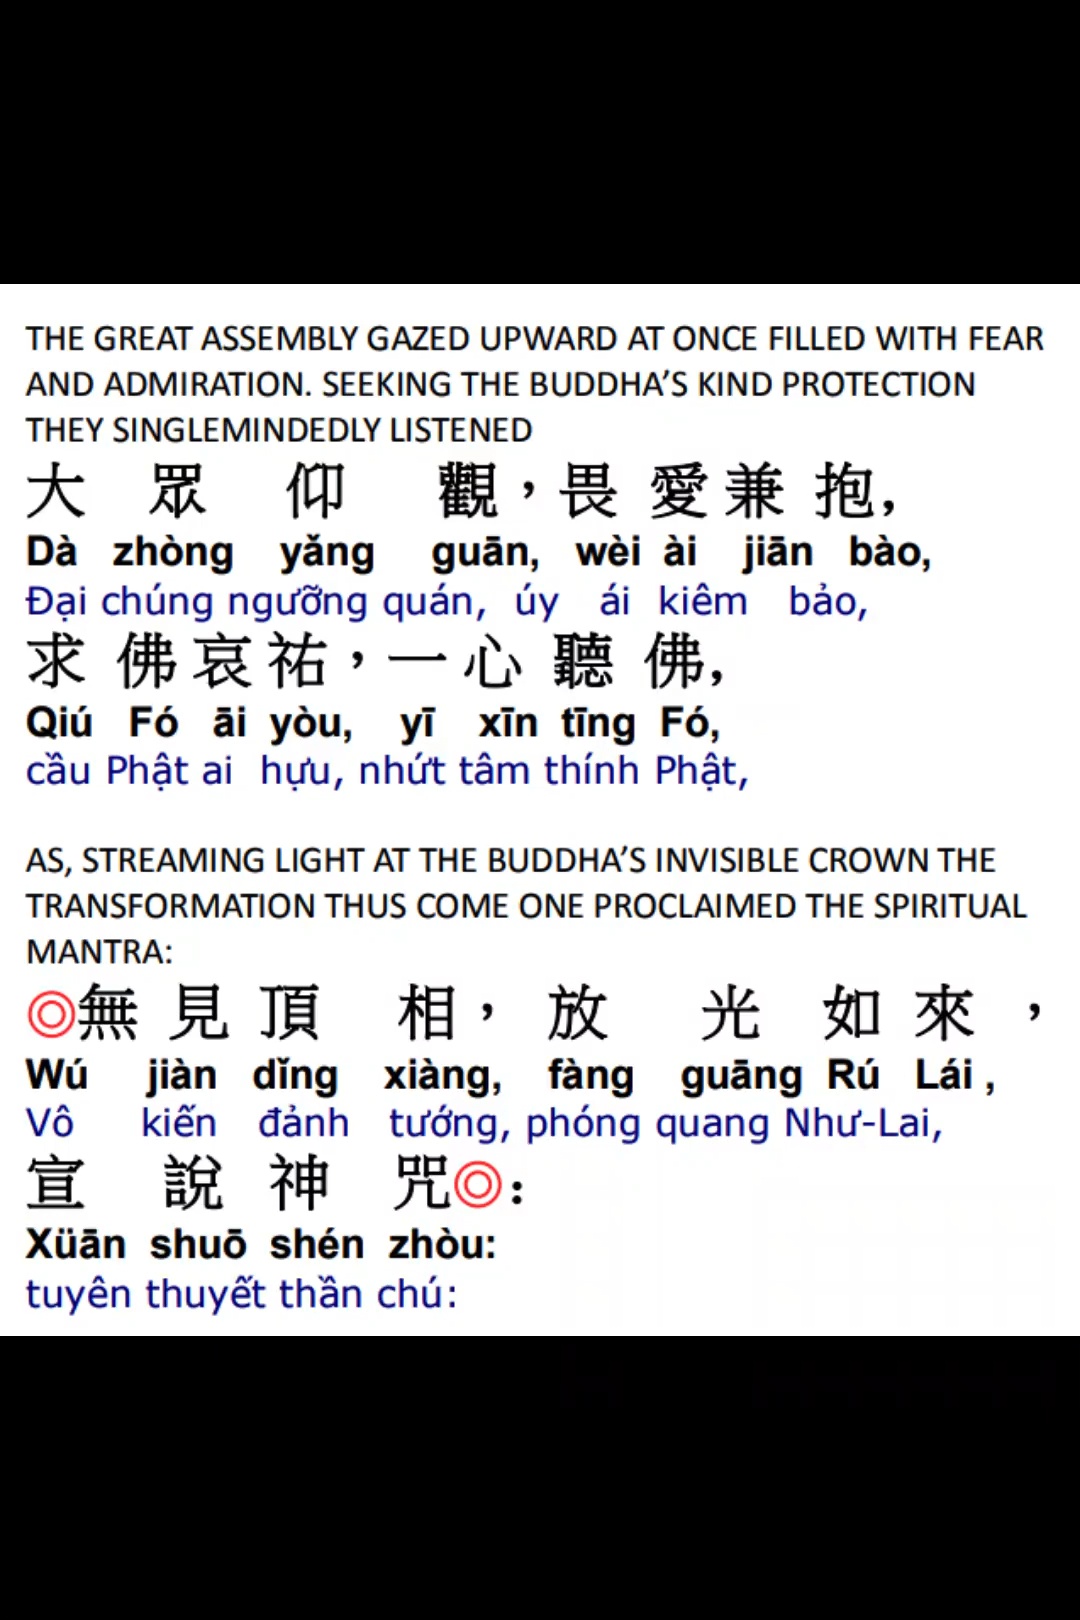 THE GREAT ASSEMBLY GAZED UPWARD AT ONCE FILLED WITH FEAR
AND ADMIRATION. SEEKING THE BUDDHA’S KIND PROTECTION
THEY SINGLEMINDEDLY LISTENED
大 眾 仰 觀，畏 愛 兼 抱,
Dà zhòng yǎng guān, wèi ài jiān bào,
Đại chúng ngưỡng quán, úy ái kiêm bảo,
求 佛 哀 祐，一 心 聽 佛,
Qiú Fó āi yòu, yī xīn tīng Fó,
cầu Phật ai hựu, nhứt tâm thính Phật,
AS, STREAMING LIGHT AT THE BUDDHA’S INVISIBLE CROWN THE
TRANSFORMATION THUS COME ONE PROCLAIMED THE SPIRITUAL
MANTRA:
◎無 見 頂 相，放 光 如 來 ，
Wú jiàn dǐng xiàng, fàng guāng Rú Lái ,
Vô kiến đảnh tướng, phóng quang Như-Lai,
宣 說 神 咒◎：
Xüān shuō shén zhòu:
tuyên thuyết thần chú: